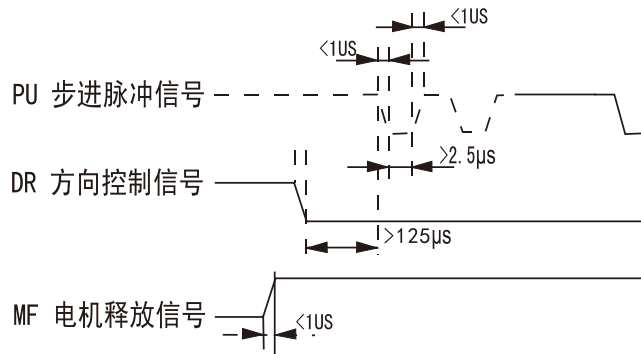 <1US
<1US
PU 步进脉冲信号
>2.5μs
DR 方向控制信号
>125μs
MF 电机释放信号
<1US